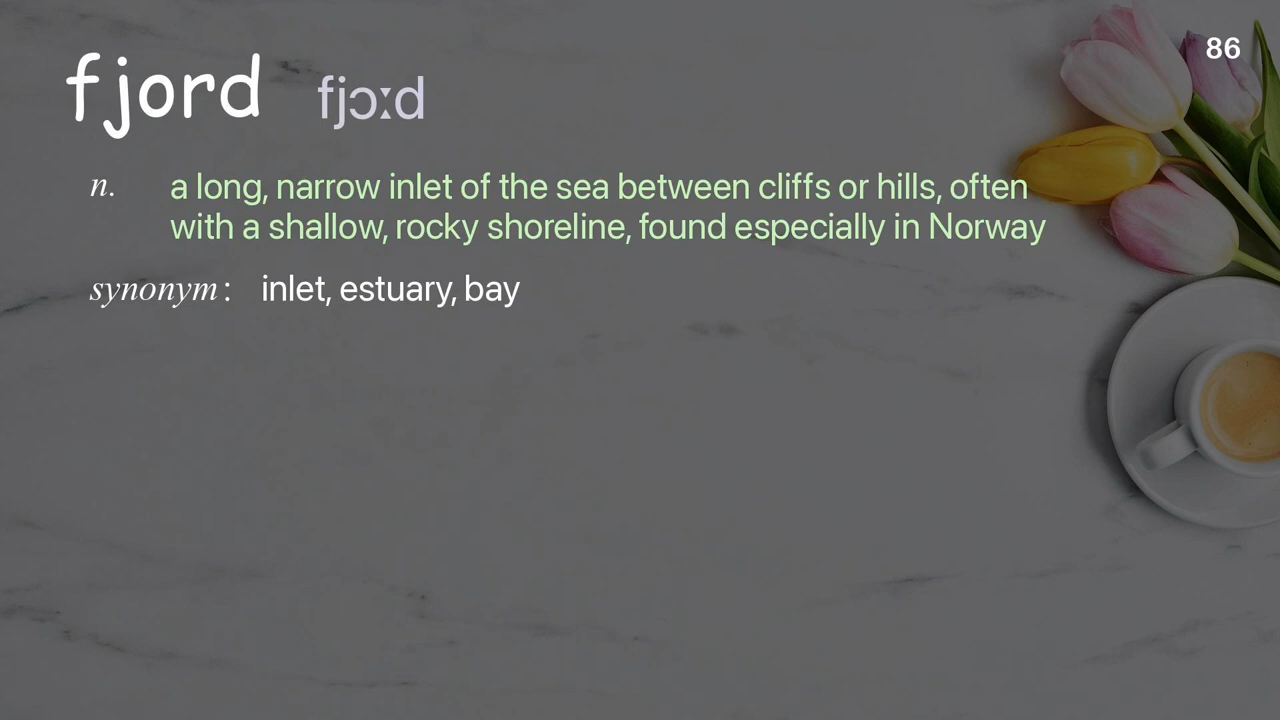 86
fjord fjɔːd
n. a long, narrow inlet of the sea between cliffs or hills, often
with a shallow, rocky shoreline, found especially in Norway
synonym : inlet, estuary, bay